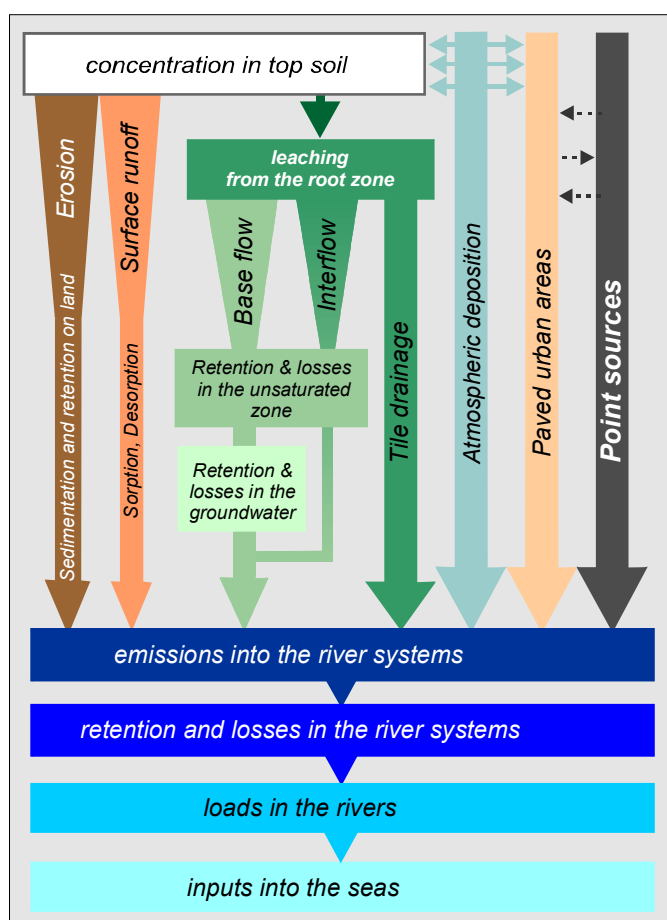 concentration in top soil
Erosion
Sedimentation and retention on land
Surface runoff
Sorption, Desorption
leaching
from the root zone
Base flow
Interflow
Retention & losses
in the unsaturated
zone
Retention &
losses in the
groundwater
Tile drainage
Atmospheric deposition
Paved urban areas
Point sources
emissions into the river systems
retention and losses in the river systems
loads in the rivers
inputs into the seas